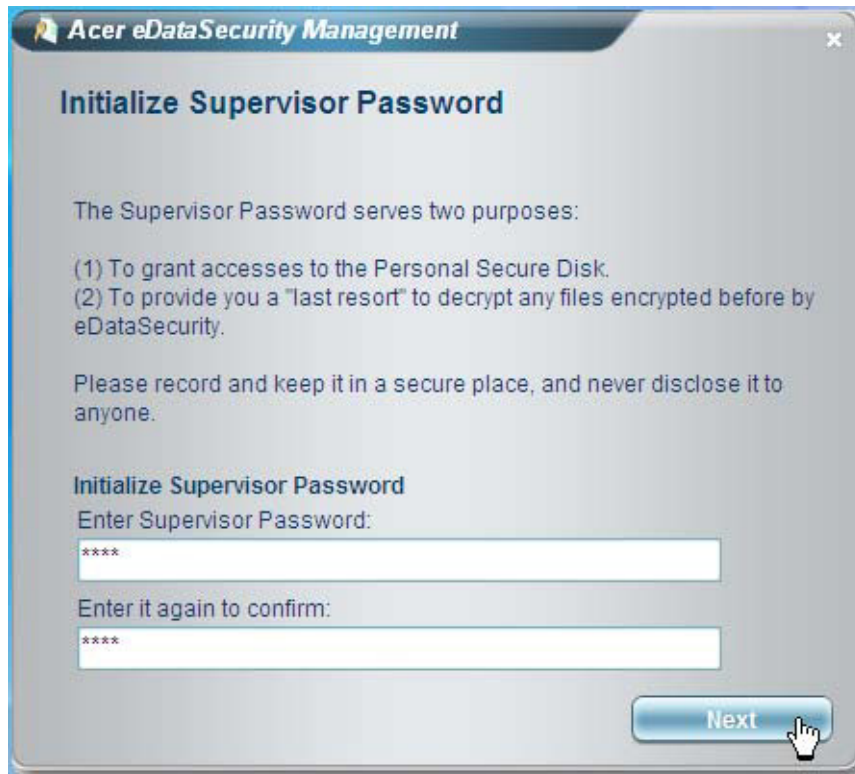 Acer eDataSecurity Management
Initialize Supervisor Password
The Supervisor Password serves two purposes:
(1) To grant accesses to the Personal Secure Disk.
(2) To provide you a "last resort" to decrypt any files encrypted before by
eDataSecurity.
Please record and keep it in a secure place, and never disclose it to
anyone.
Initialize Supervisor Password
Enter Supervisor Password:
****
Enter it again to confirm:
****
Next